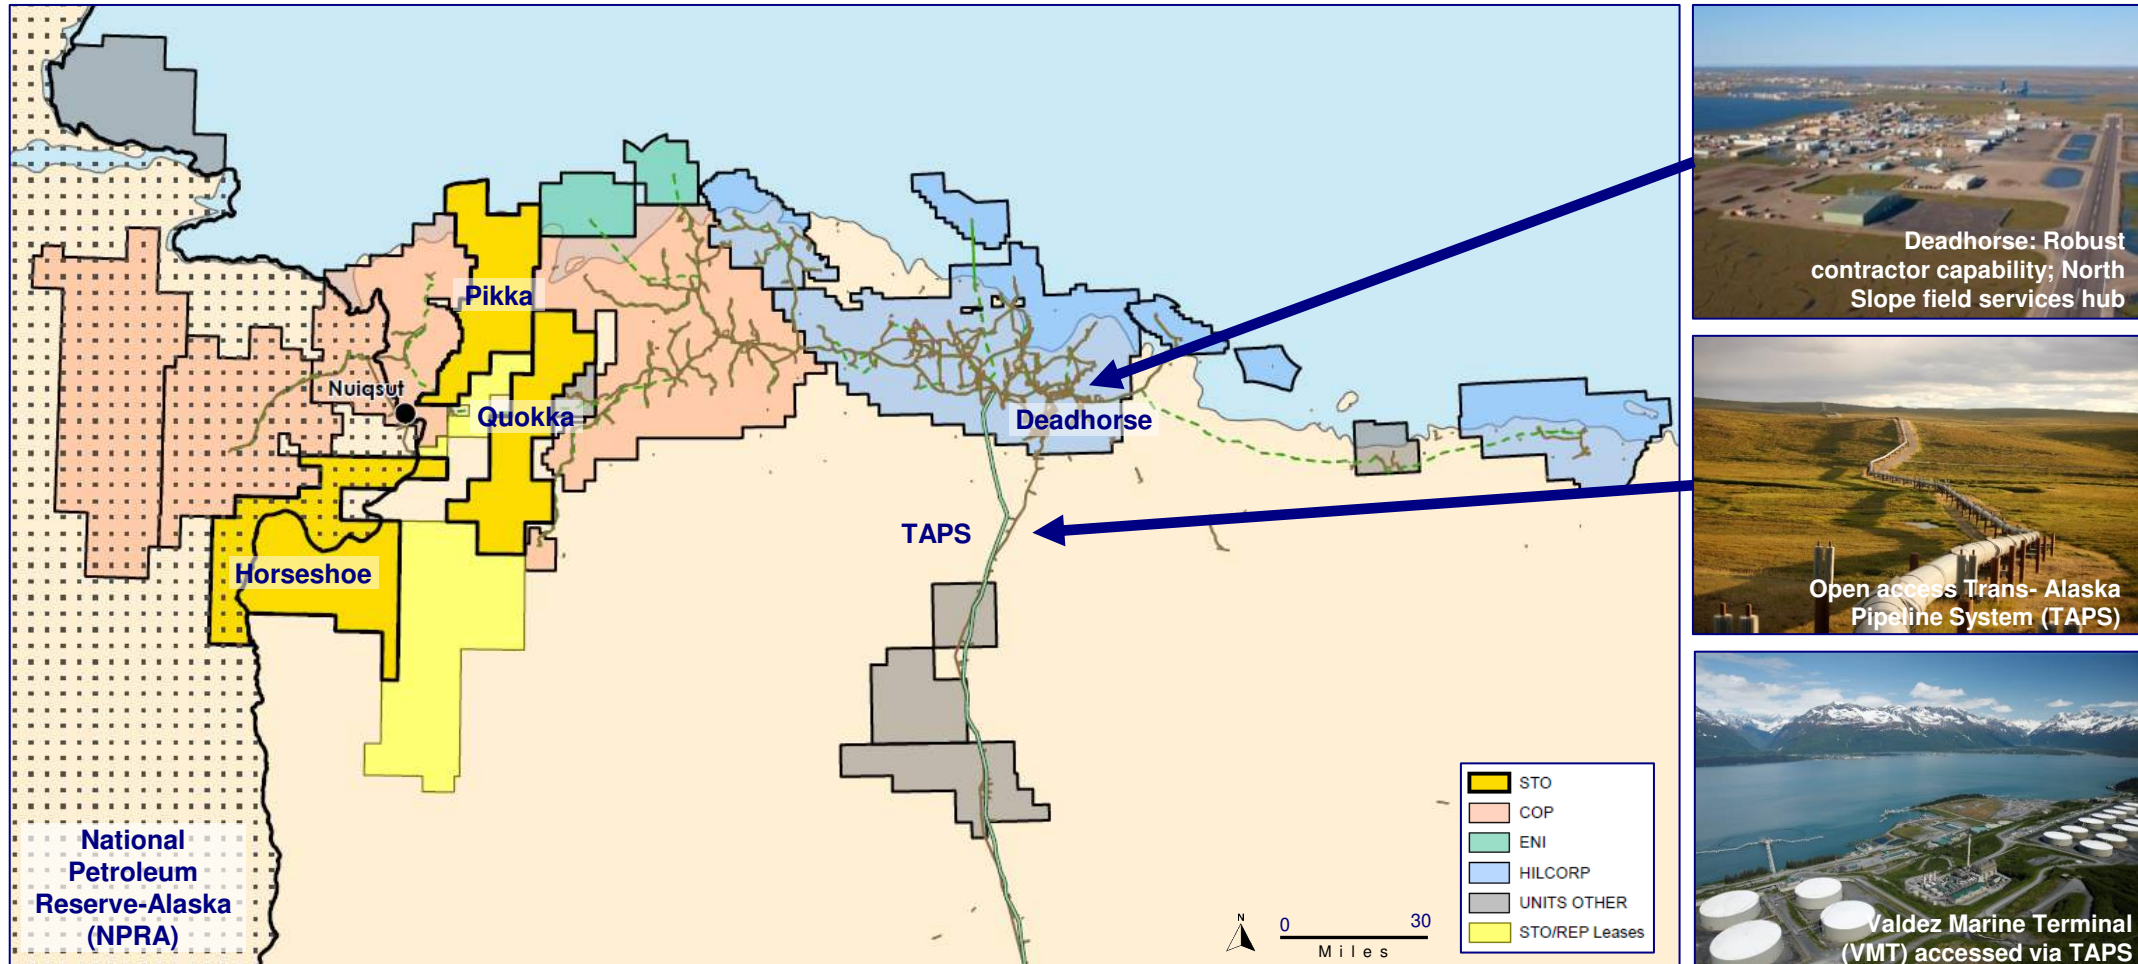 Pikka
Nuiqsut
Quokka
Deadhorse
TAPS
Horseshoe
National
Petroleum
Reserve-Alaska
(NPRA)
N
0 30
Miles
STO
COP
ENI
HILCORP
UNITS OTHER
STO/REP Leases
Deadhorse: Robust
contractor capability; North
Slope field services hub
Open access Trans- Alaska
Pipeline System (TAPS)
Valdez Marine Terminal
(VMT) accessed via TAPS